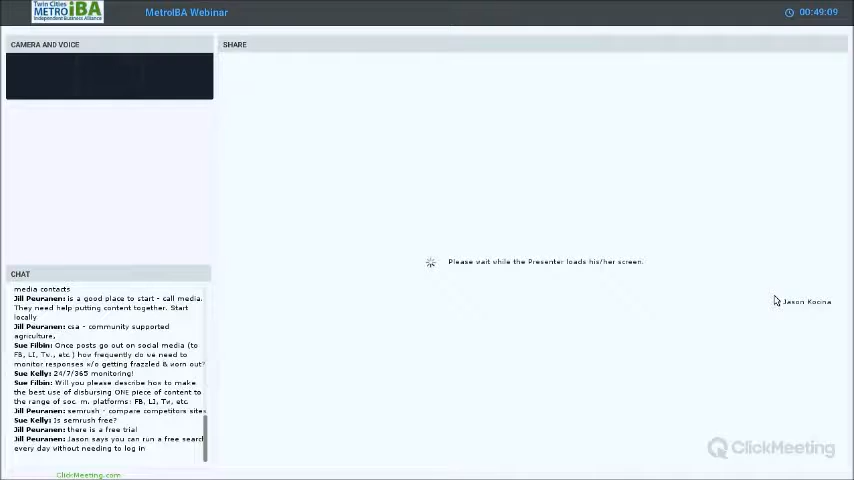 Twin Cities
METRO IBA
Independent Business Alliance
MetroIBA Webinar
00:49:09
CAMERA AND VOICE
SHARE
Please wait while the Presenter loads his/her screen.
Jason Kocina
CHAT
media contacts
Jill Peuranen: is a good place to start - call media.
They need help putting content together. Start
locally
Jill Peuranen: csa - community supported
agriculture,
Sue Filbin: Once posts go out on social media (to
FB, LI, Tw., etc.) how frequently do we need to
monitor responses w/o getting frazzled & worn out?
Sue Kelly: 24/7/365 monitoring!
Sue Filbin: Will you please describe how to make
the best use of disbursing ONE piece of content to
the range of soc. m. platforms: FB, LI, Tw, etc.
Jill Peuranen: semrush - compare competitors sites
Sue Kelly: Is semrush free?
Jill Peuranen: there is a free trial
Jill Peuranen: Jason says you can run a free search
every day without needing to log in
ClickMeeting
ClickMeeting.com